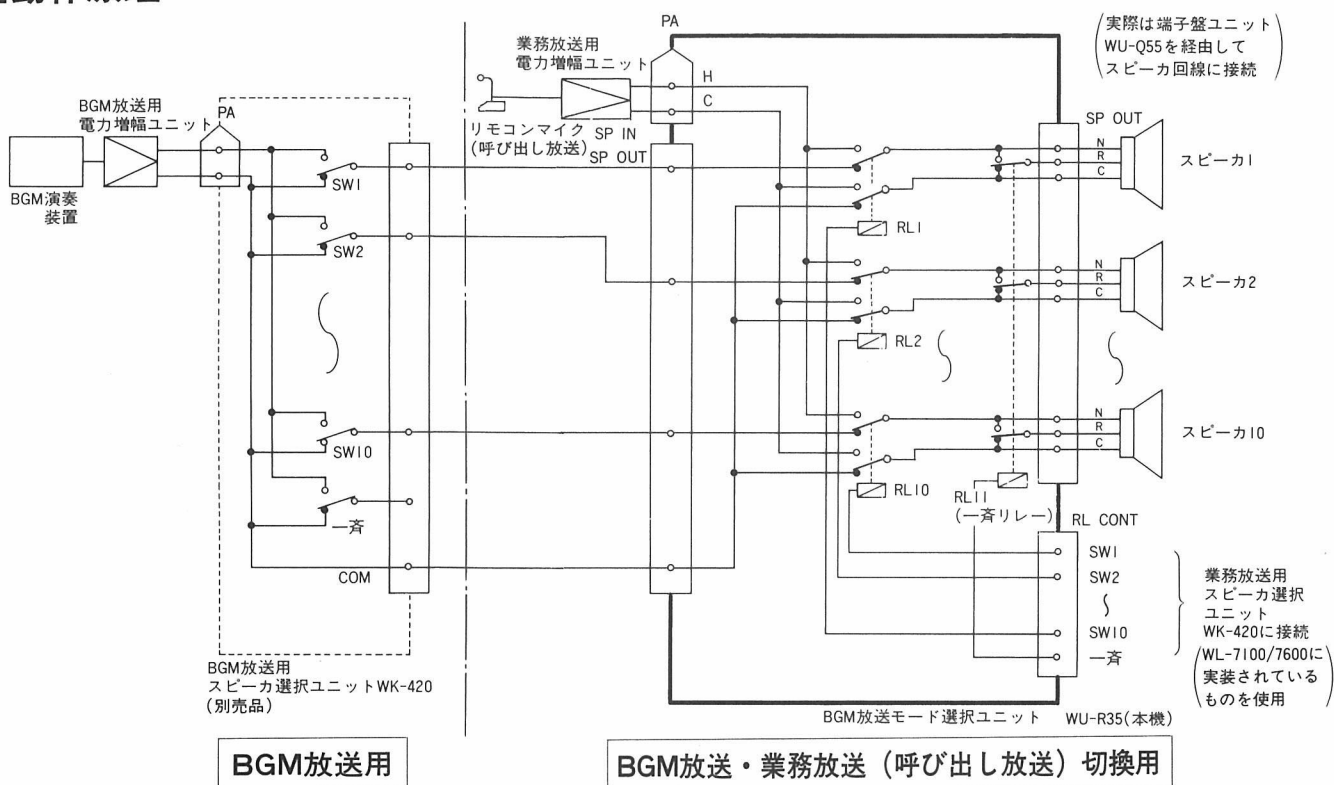 PA
業務放送用
電力増幅ユニット
H
C
リモコンマイク
(呼び出し放送)
SP IN
SP OUT
(実際は端子盤ユニット
WU-Q55を経由して
スピーカ回線に接続)
BGM放送用
電力増幅ユニット
PA
BGM演奏
装置
SW1
SW2
SW10
一斉
COM
BGM放送用
スピーカ選択ユニットWK-420
(別売品)
RL1
RL2
RL10
RL11
(一斉リレー)
SP OUT
N
R
C
スピーカ1
N
R
C
スピーカ2
N
R
C
スピーカ10
RL CONT
SW1
SW2
SW10
一斉
業務放送用
スピーカ選択
ユニット
WK-420に接続
(WL-7100/7600に
実装されている
ものを使用)
BGM放送モード選択ユニット WU-R35(本機)
BGM放送用
BGM放送・業務放送(呼び出し放送)切換用